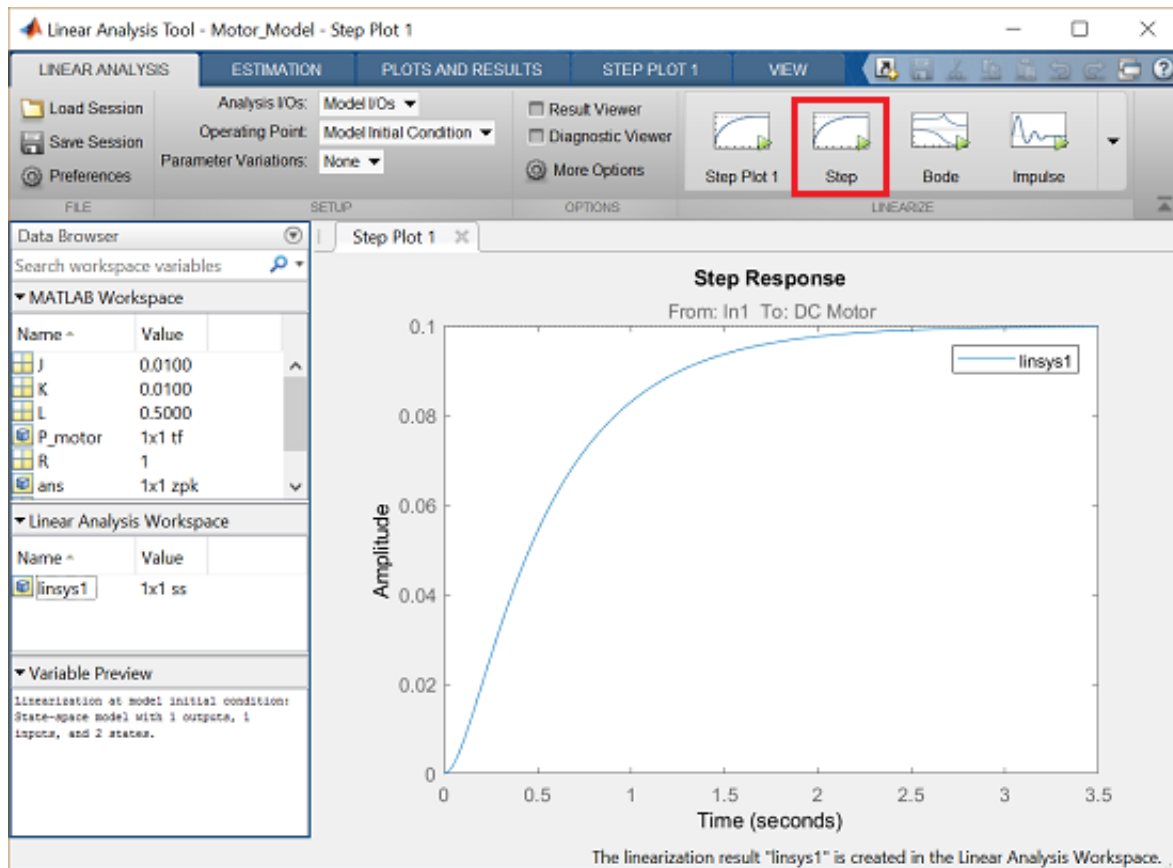 Linear Analysis Tool - Motor_Model - Step Plot 1
LINEAR ANALYSIS ESTIMATION PLOTS AND RESULTS STEP PLOT 1 VIEW
Load Session
Save Session
Preferences
FILE
Analysis I/Os: Model I/Os
Operating Point: Model Initial Condition
Parameter Variations: None
SETUP
Result Viewer
Diagnostic Viewer
More Options
OPTIONS
Step Plot 1 Step Bode Impulse
LINEARIZE
Data Browser
Search workspace variables
MATLAB Workspace
Name Value
J 0.0100
K 0.0100
L 0.5000
P_motor 1x1 tf
R 1
ans 1x1 zpk
Linear Analysis Workspace
Name Value
linsys1 1x1 ss
Variable Preview
Linearization at model initial condition:
State-space model with 1 outputs, 1
inputs, and 2 states.
Step Plot 1
Step Response
From: In1 To: DC Motor
linsys1
Amplitude
0.1
0.08
0.06
0.04
0.02
0
0 0.5 1 1.5 2 2.5 3 3.5
Time (seconds)
The linearization result "linsys1" is created in the Linear Analysis Workspace.